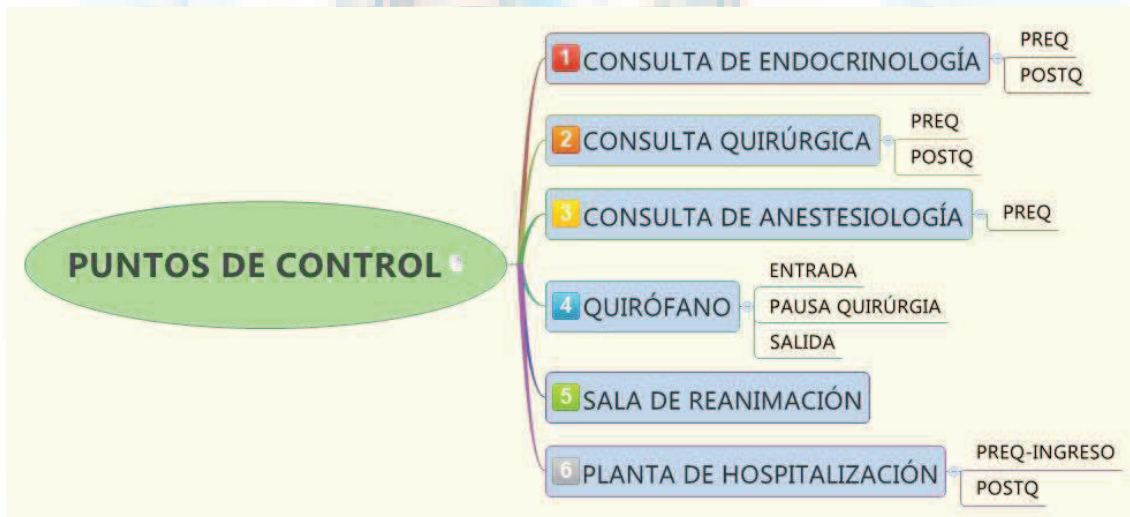 PUNTOS DE CONTROL
1 CONSULTA DE ENDOCRINOLOGÍA
PREQ
POSTQ
2 CONSULTA QUIRÚRGICA
PREQ
POSTQ
3 CONSULTA DE ANESTESIOLOGÍA
PREQ
4 QUIRÓFANO
ENTRADA
PAUSA QUIRÚRGIA
SALIDA
5 SALA DE REANIMACIÓN
6 PLANTA DE HOSPITALIZACIÓN
PREQ-INGRESO
POSTQ